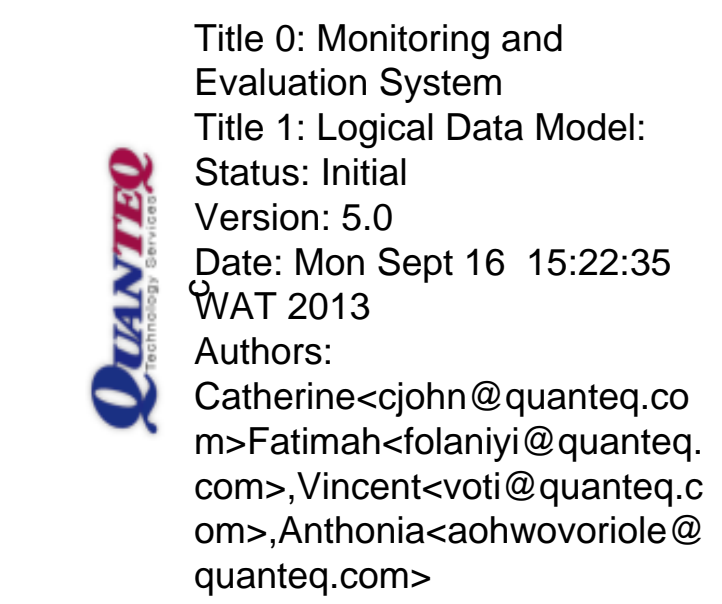 QUANTEQ
Technology Services
Title 0: Monitoring and
Evaluation System
Title 1: Logical Data Model:
Status: Initial
Version: 5.0
Date: Mon Sept 16  15:22:35
WAT 2013
Authors:
Catherine<cjohn@quanteq.co
m>Fatimah<folaniyi@quanteq.
com>,Vincent<voti@quanteq.c
om>,Anthonia<aohwovoriole@
quanteq.com>